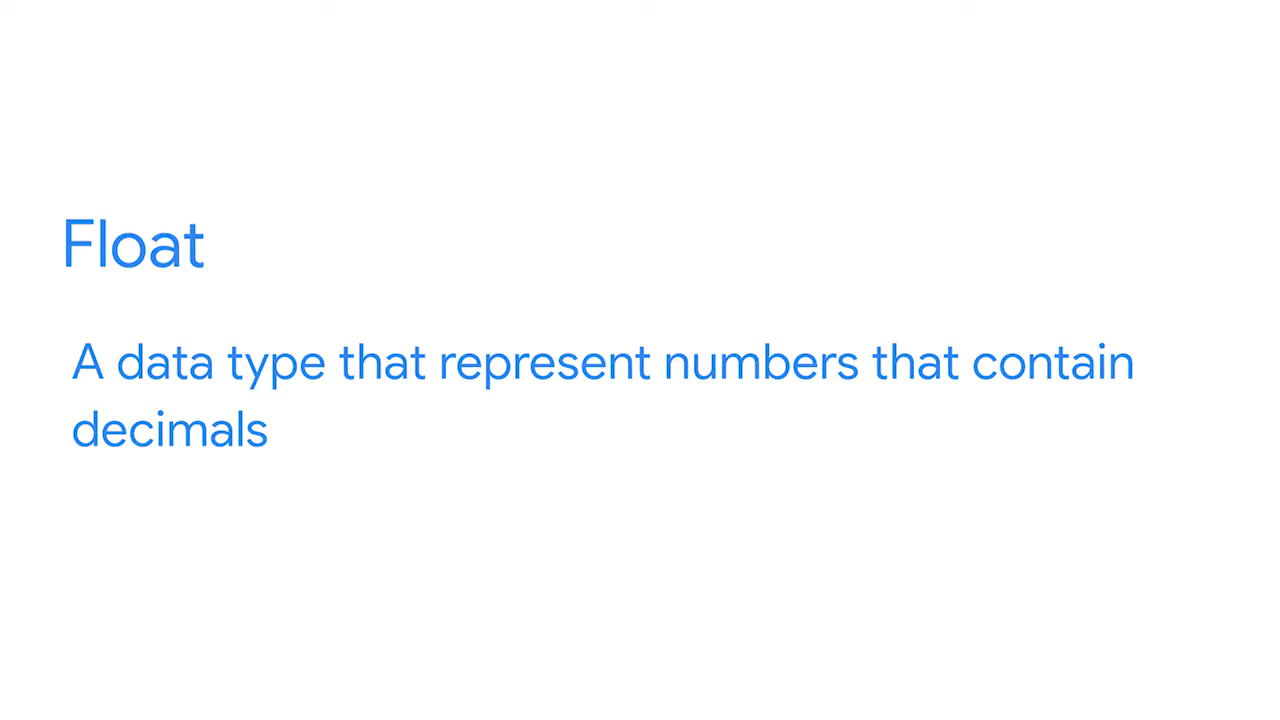 Float
A data type that represent numbers that contain
decimals